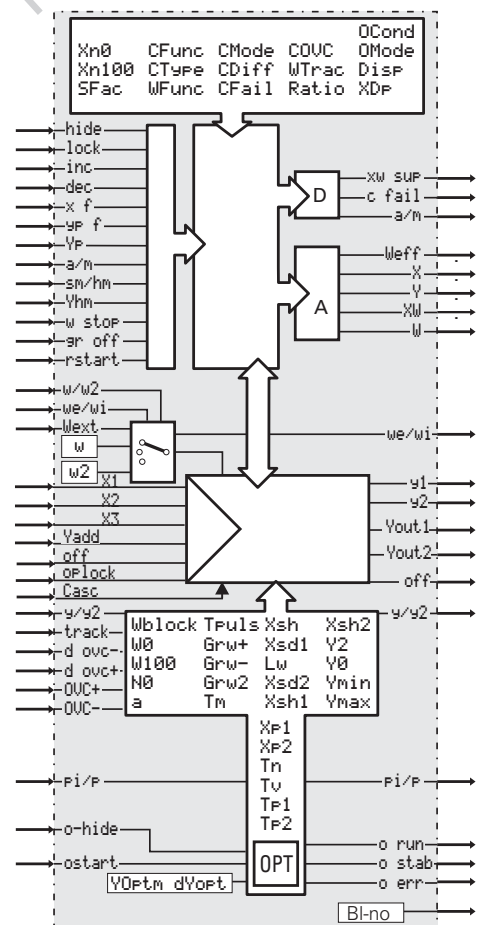 OCond
Xn0 CFunc CMode COVC OMode
Xn100 CType CDiff WTrac Disp
SFac WFunc CFail Ratio XDp
hide
lock
inc
dec
x f
yp f
Yp
a/m
sm/hm
Yhm
w stop
gr off
rstart
D
xw sup
c fail
a/m
A
Weff
X
Y
XW
W
w/w2
we/wi
Wext
w
w2
we/wi
X1
X2
X3
Yadd
off
oplock
Casc
y1
y2
Yout1
Yout2
off
y/y2
track
d ovc-
d ovc+
OVC+
OVC-
y/y2
Wblock Tpuls Xsh Xsh2
W0 Grw+ Xsd1 Y2
W100 Grw- Lw Y0
N0 Grw2 Xsd2 Ymin
a Tm Xsh1 Ymax
Xp1
Xp2
Tn
Tv
Tp1
Tp2
pi/p
pi/p
o-hide
ostart
OPT
YOptm dYopt
o run
o stab
o err
Bl-no